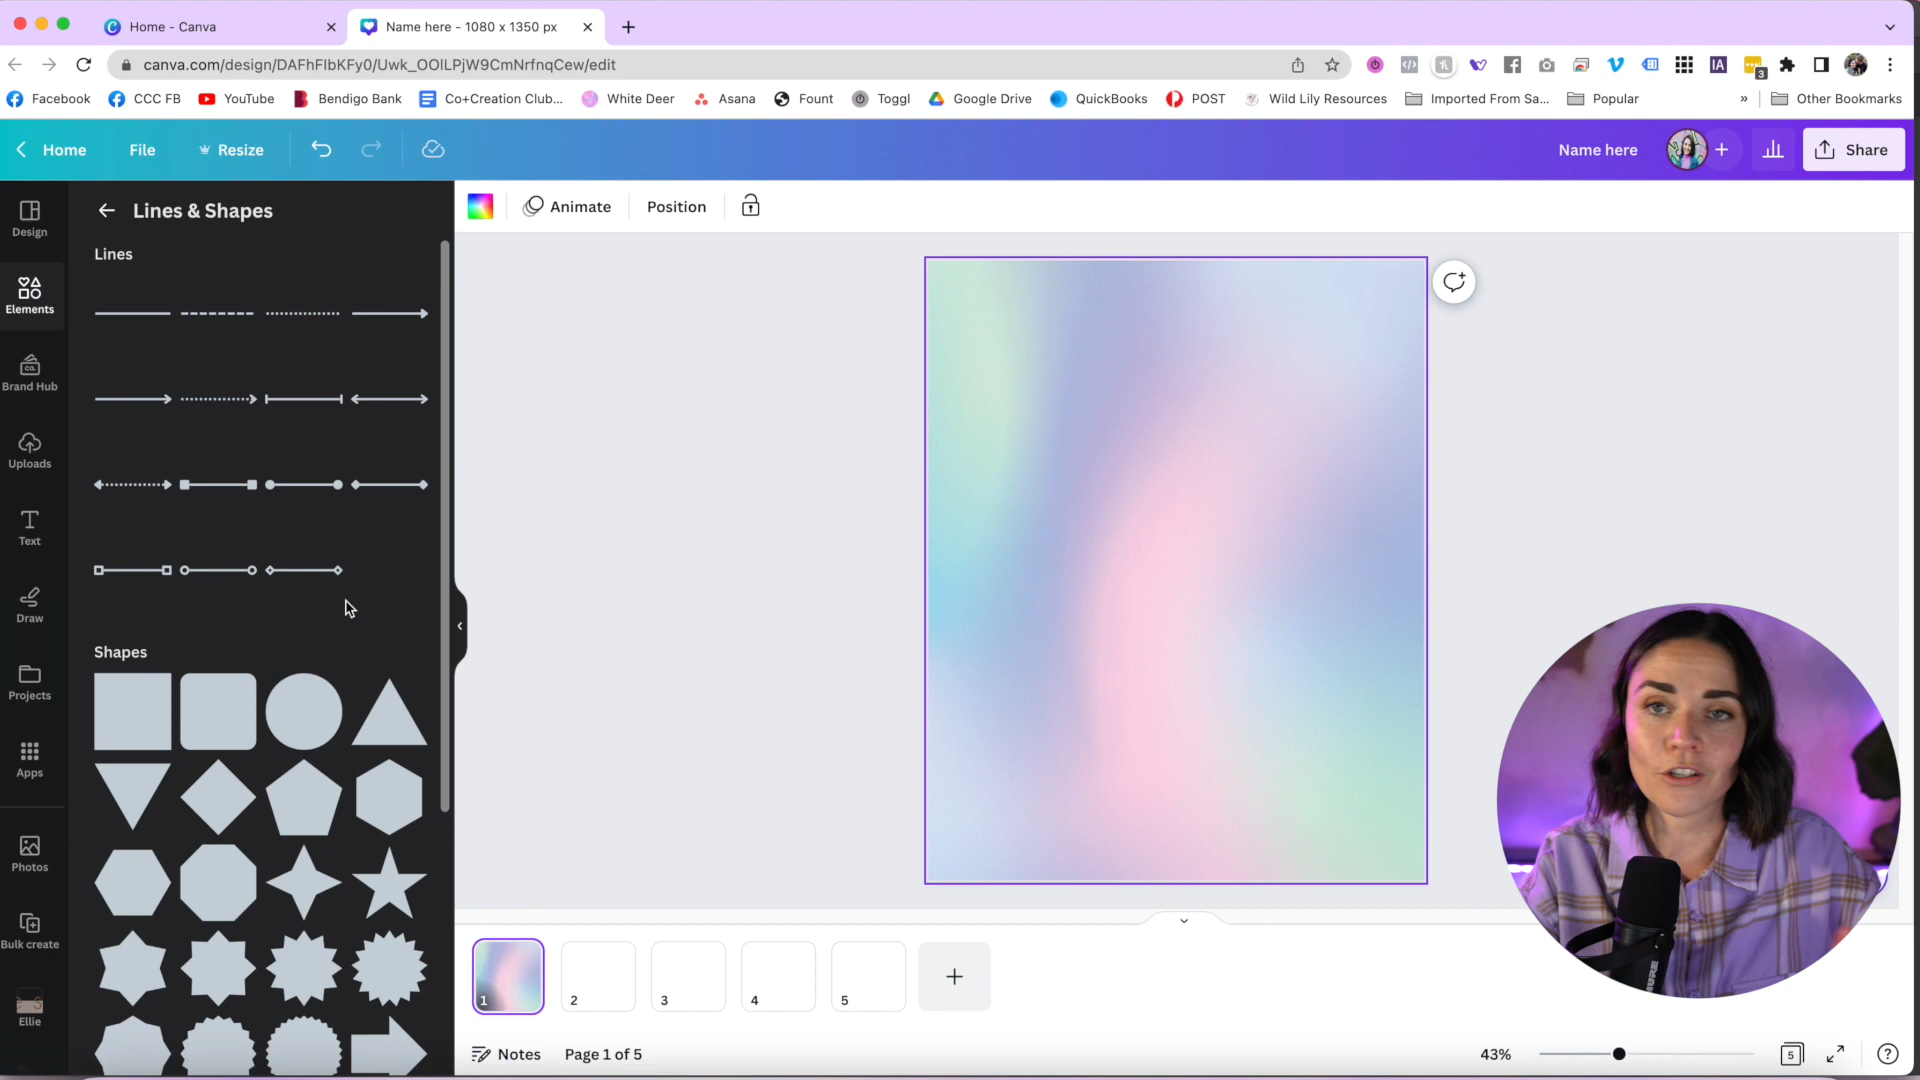 Home - Canva
Name here - 1080 x 1350 px
canva.com/design/DAFhFIbKFy0/Uwk_OOlLPjW9CmNrfnqCew/edit
IA
3
Facebook
CCC FB
YouTube
Bendigo Bank
Co+Creation Club...
White Deer
Asana
Fount
Toggl
Google Drive
QuickBooks
POST
Wild Lily Resources
Imported From Sa...
Popular
»
Other Bookmarks
Home
File
Resize
Name here
Share
Design
Elements
Brand Hub
Uploads
Text
Draw
Projects
Apps
Photos
Bulk create
Ellie
Lines & Shapes
Lines
Shapes
Animate
Position
1
2
3
4
5
Notes
Page 1 of 5
43%
5
SHURE